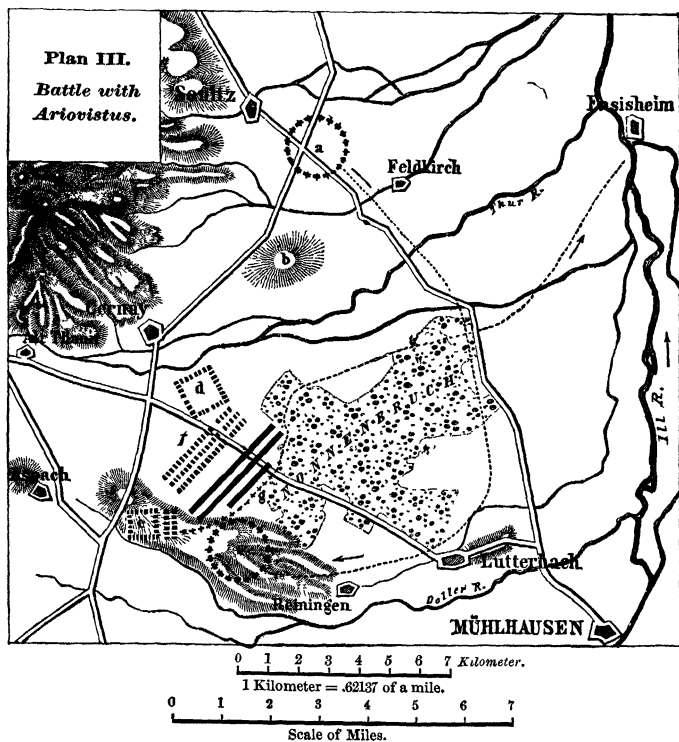 Plan III.
Battle with
Ariovistus.
Soultz
Ensisheim
a
Feldkirch
Thur R.
b
Cernay
d
f
NONNENBRUCH
Ill R.
g
Aspach
c
Lutterbach
Reiningen
Doller R.
MÜHLHAUSEN
0 1 2 3 4 5 6 7 Kilometer.
1 Kilometer = .62137 of a mile.
0 1 2 3 4 5 6 7
Scale of Miles.